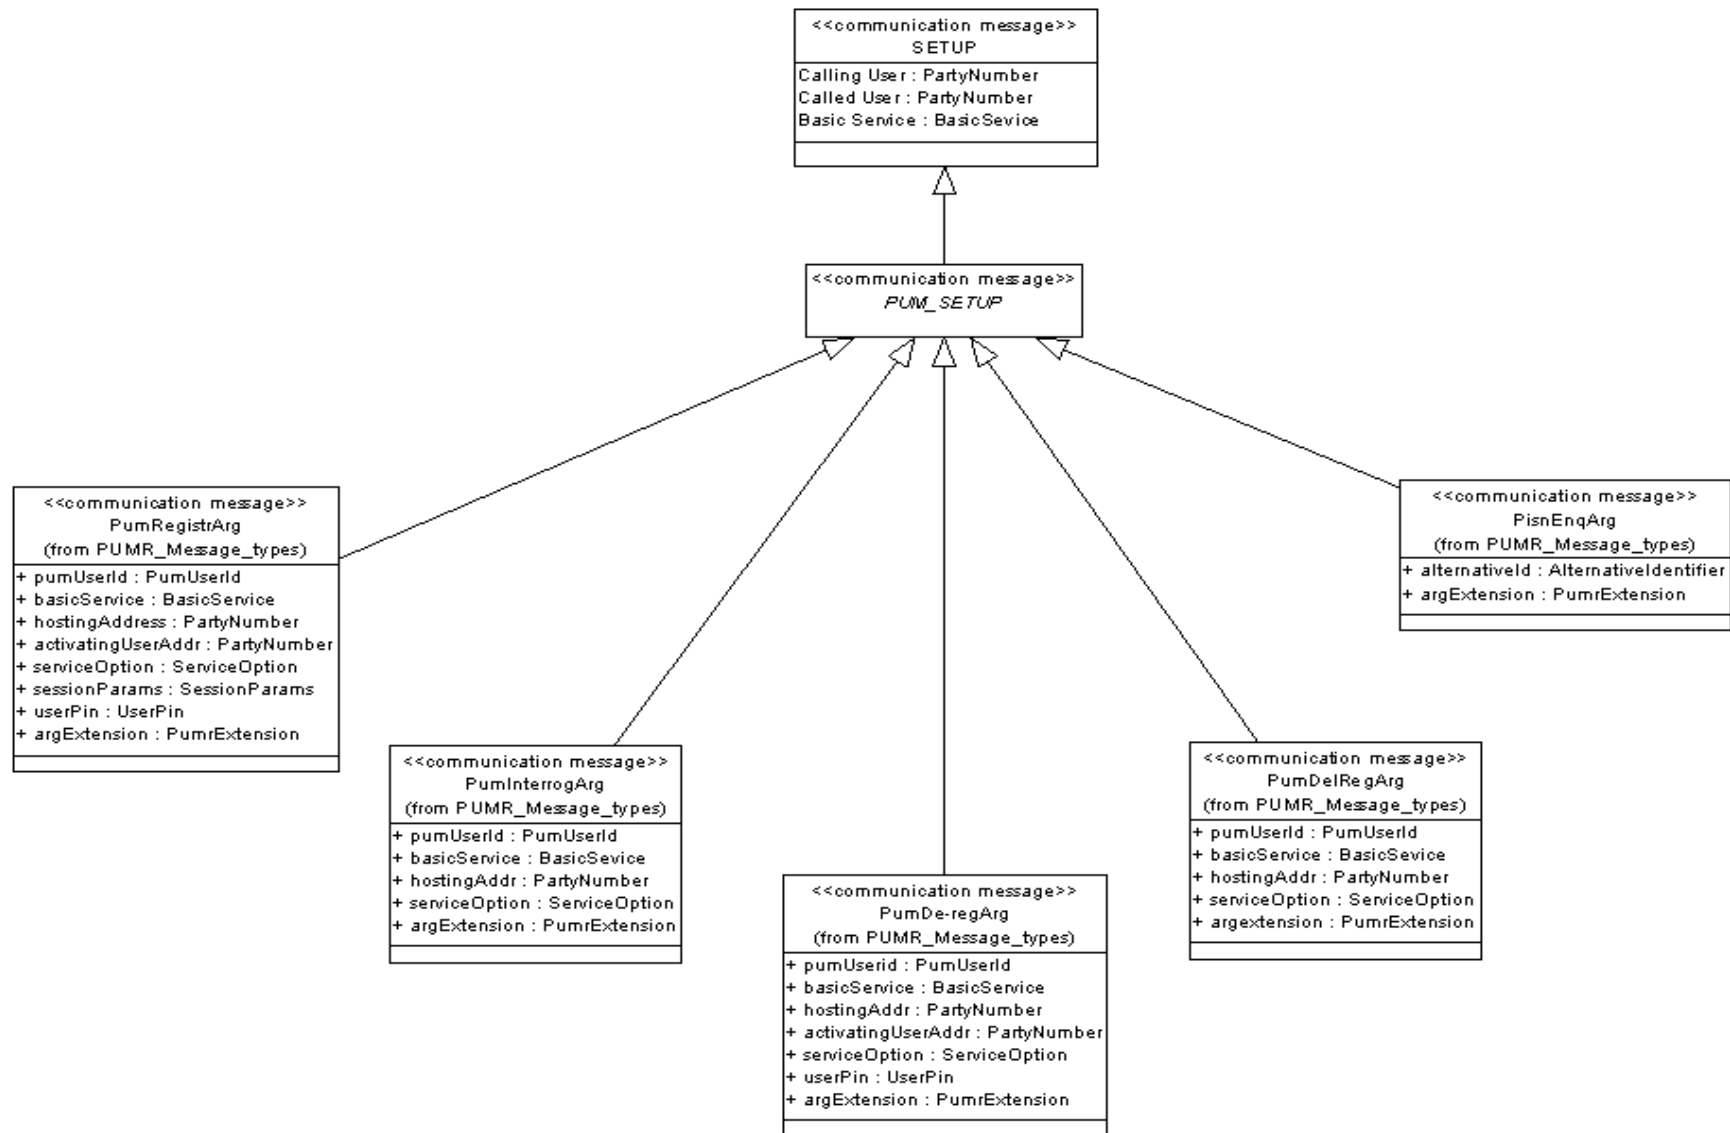 <<communication message>>
SETUP
Calling User : PartyNumber
Called User : PartyNumber
Basic Service : BasicSevice
<<communication message>>
PUM_SETUP
<<communication message>>
PumRegistrArg
(from PUMR_Message_types)
+ pumUserId : PumUserId
+ basicService : BasicService
+ hostingAddress : PartyNumber
+ activatingUserAddr : PartyNumber
+ serviceOption : ServiceOption
+ sessionParams : SessionParams
+ userPin : UserPin
+ argExtension : PumrExtension
<<communication message>>
PisnEnqArg
(from PUMR_Message_types)
+ alternativeId : AlternativeIdentifier
+ argExtension : PumrExtension
<<communication message>>
PumInterrogArg
(from PUMR_Message_types)
+ pumUserId : PumUserId
+ basicService : BasicSevice
+ hostingAddr : PartyNumber
+ serviceOption : ServiceOption
+ argExtension : PumrExtension
<<communication message>>
PumDelRegArg
(from PUMR_Message_types)
+ pumUserId : PumUserId
+ basicService : BasicSevice
+ hostingAddr : PartyNumber
+ serviceOption : ServiceOption
+ argextension : PumrExtension
<<communication message>>
PumDe-regArg
(from PUMR_Message_types)
+ pumUserid : PumUserId
+ basicService : BasicService
+ hostingAddr : PartyNumber
+ activatingUserAddr : PartyNumber
+ serviceOption : ServiceOption
+ userPin : UserPin
+ argExtension : PumrExtension